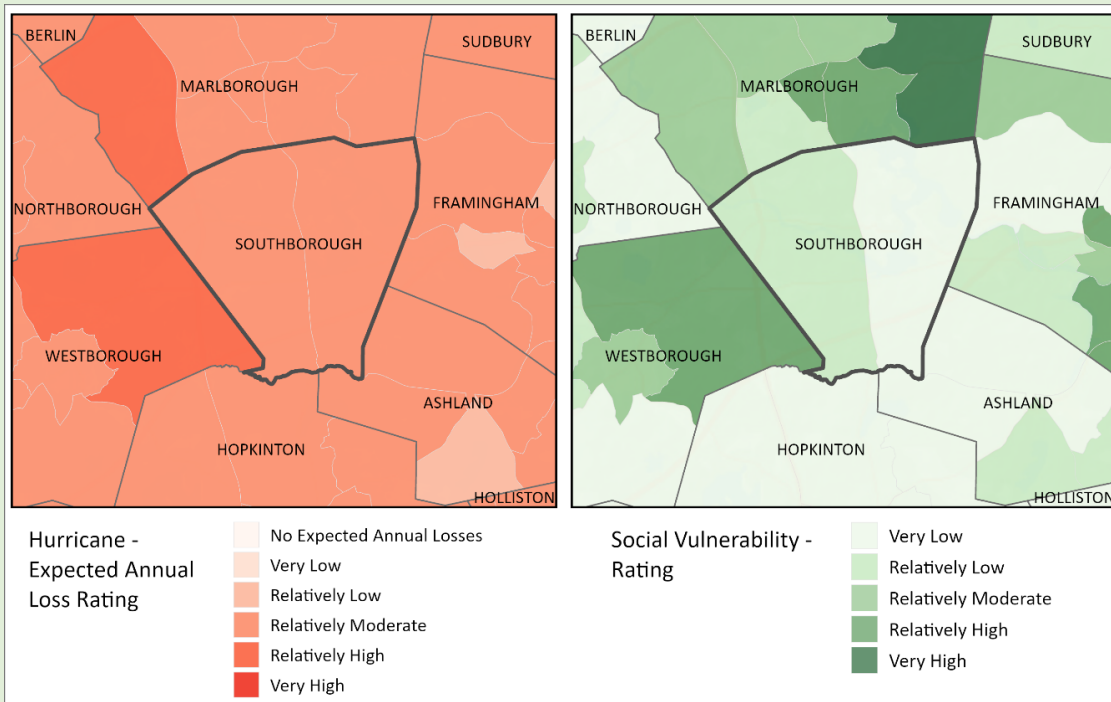 BERLIN
SUDBURY
MARLBOROUGH
NORTHBOROUGH
FRAMINGHAM
SOUTHBOROUGH
WESTBOROUGH
ASHLAND
HOPKINTON
HOLLISTON
Hurricane -
Expected Annual
Loss Rating
No Expected Annual Losses
Very Low
Relatively Low
Relatively Moderate
Relatively High
Very High
BERLIN
SUDBURY
MARLBOROUGH
NORTHBOROUGH
FRAMINGHAM
SOUTHBOROUGH
WESTBOROUGH
ASHLAND
HOPKINTON
HOLLISTON
Social Vulnerability -
Rating
Very Low
Relatively Low
Relatively Moderate
Relatively High
Very High